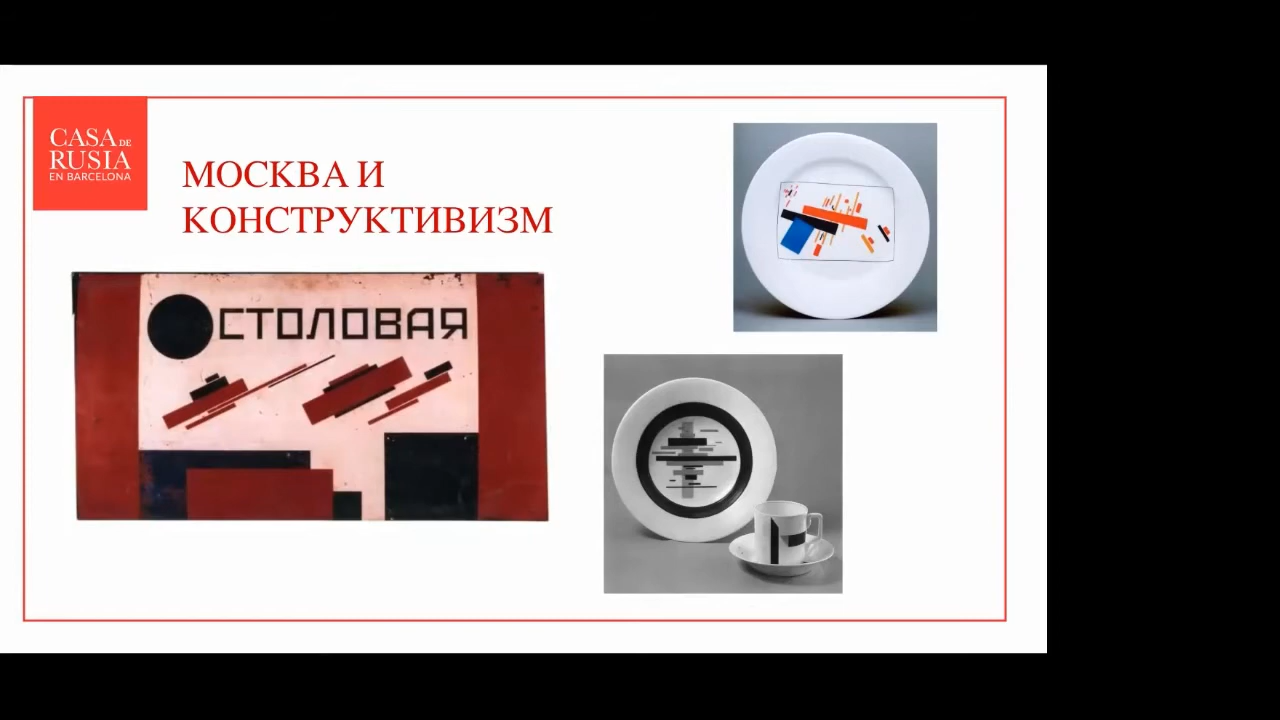 CASA DE
RUSIA
EN BARCELONA
МОСКВА И
КОНСТРУКТИВИЗМ
СТОЛОВАЯ